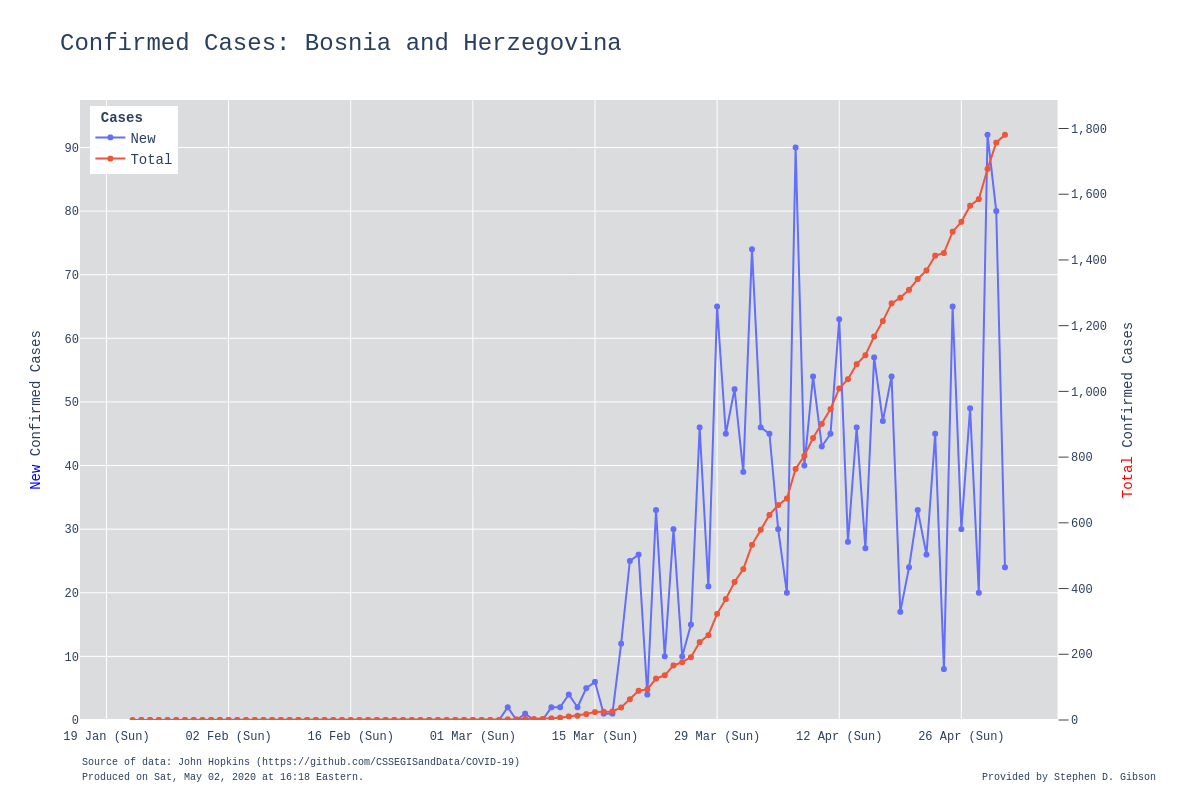 Confirmed Cases: Bosnia and Herzegovina
Cases
New
Total
90
80
70
60
50
40
30
20
10
0
New Confirmed Cases
1,800
1,600
1,400
1,200
1,000
800
600
400
200
0
Total Confirmed Cases
19 Jan (Sun) 02 Feb (Sun) 16 Feb (Sun) 01 Mar (Sun) 15 Mar (Sun) 29 Mar (Sun) 12 Apr (Sun) 26 Apr (Sun)
Source of data: John Hopkins (https://github.com/CSSEGISandData/COVID-19)
Produced on Sat, May 02, 2020 at 16:18 Eastern.
Provided by Stephen D. Gibson